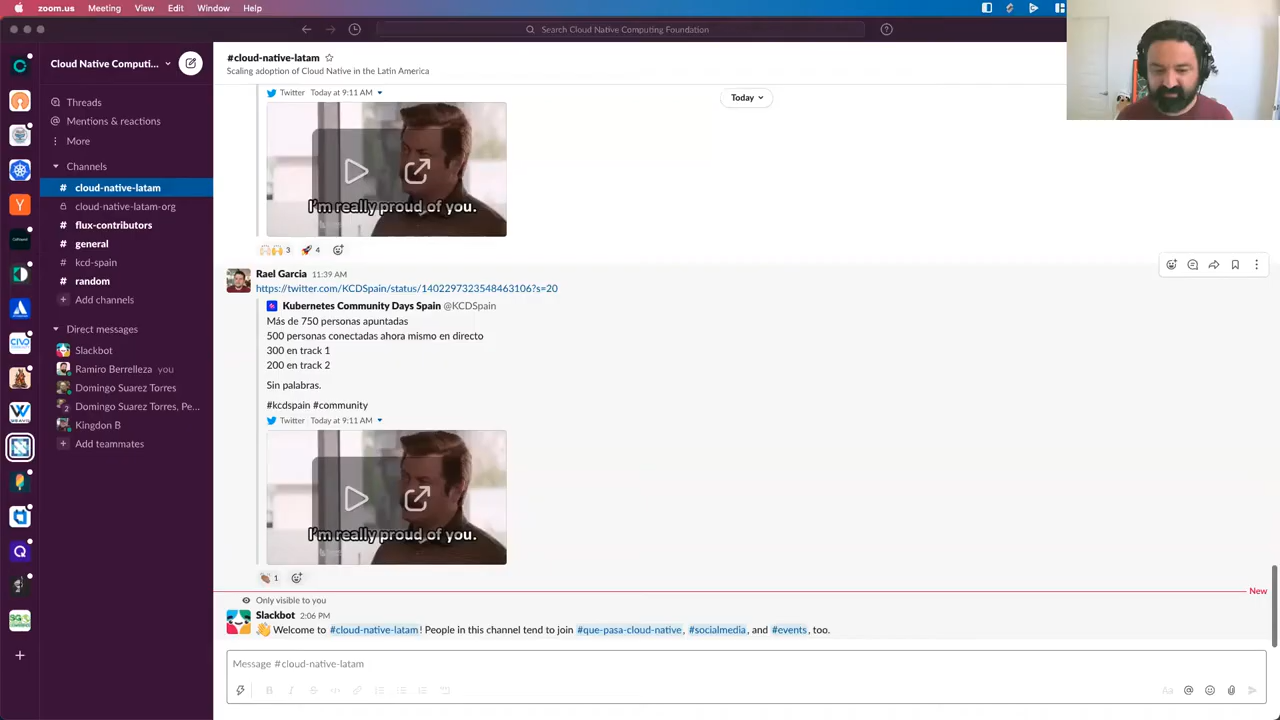 zoom.us Meeting View Edit Window Help
Search Cloud Native Computing Foundation
Cloud Native Computi...
#cloud-native-latam
Scaling adoption of Cloud Native in the Latin America
Threads
Mentions & reactions
More
Channels
# cloud-native-latam
cloud-native-latam-org
# flux-contributors
# general
# kcd-spain
# random
+ Add channels
Direct messages
Slackbot
Ramiro Berrelleza you
Domingo Suarez Torres
2 Domingo Suarez Torres, Pe...
Kingdon B
+ Add teammates
Twitter Today at 9:11 AM
Today
I'm really proud of you.
3 4
Rael Garcia 11:39 AM
https://twitter.com/KCDSpain/status/1402297323548463106?s=20
Kubernetes Community Days Spain @KCDSpain
Más de 750 personas apuntadas
500 personas conectadas ahora mismo en directo
300 en track 1
200 en track 2
Sin palabras.
#kcdspain #community
Twitter Today at 9:11 AM
I'm really proud of you.
1
New
Only visible to you
Slackbot 2:06 PM
Welcome to #cloud-native-latam! People in this channel tend to join #que-pasa-cloud-native, #socialmedia, and #events, too.
Message #cloud-native-latam